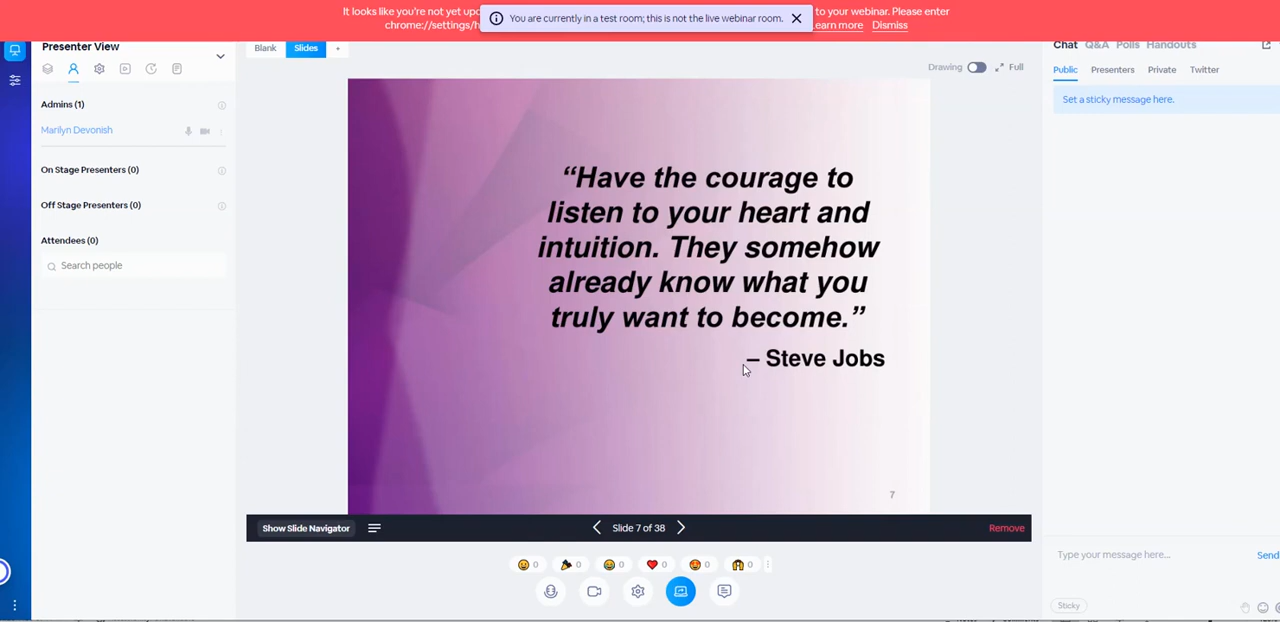 It looks like you're not yet up
to your webinar. Please enter
chrome://settings/h
Learn more Dismiss
You are currently in a test room; this is not the live webinar room.
Presenter View
Admins (1)
Marilyn Devonish
On Stage Presenters (0)
Off Stage Presenters (0)
Attendees (0)
Search people
Blank Slides +
Drawing Full
“Have the courage to
listen to your heart and
intuition. They somehow
already know what you
truly want to become.”
– Steve Jobs
7
Show Slide Navigator
Slide 7 of 38
Remove
0 0 0 0 0 0
Chat Q&A Polls Handouts
Public Presenters Private Twitter
Set a sticky message here.
Type your message here...
Send
Sticky